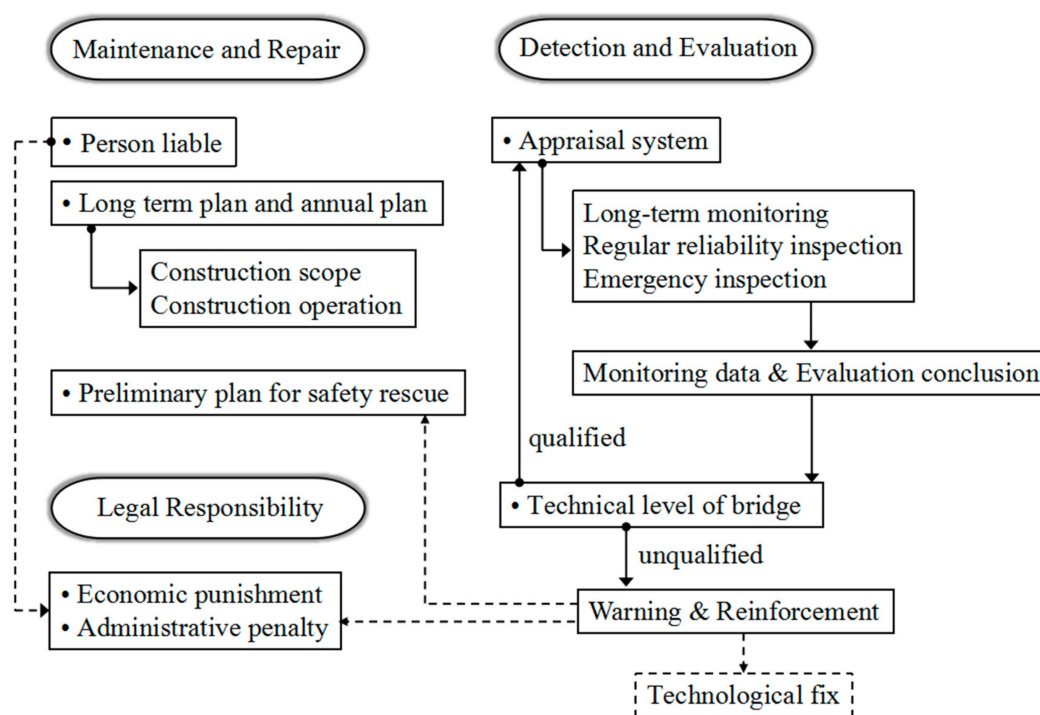 Maintenance and Repair
• Person liable
• Long term plan and annual plan
Construction scope
Construction operation
• Preliminary plan for safety rescue
Legal Responsibility
• Economic punishment
• Administrative penalty
Detection and Evaluation
• Appraisal system
Long-term monitoring
Regular reliability inspection
Emergency inspection
Monitoring data & Evaluation conclusion
qualified
• Technical level of bridge
unqualified
Warning & Reinforcement
Technological fix